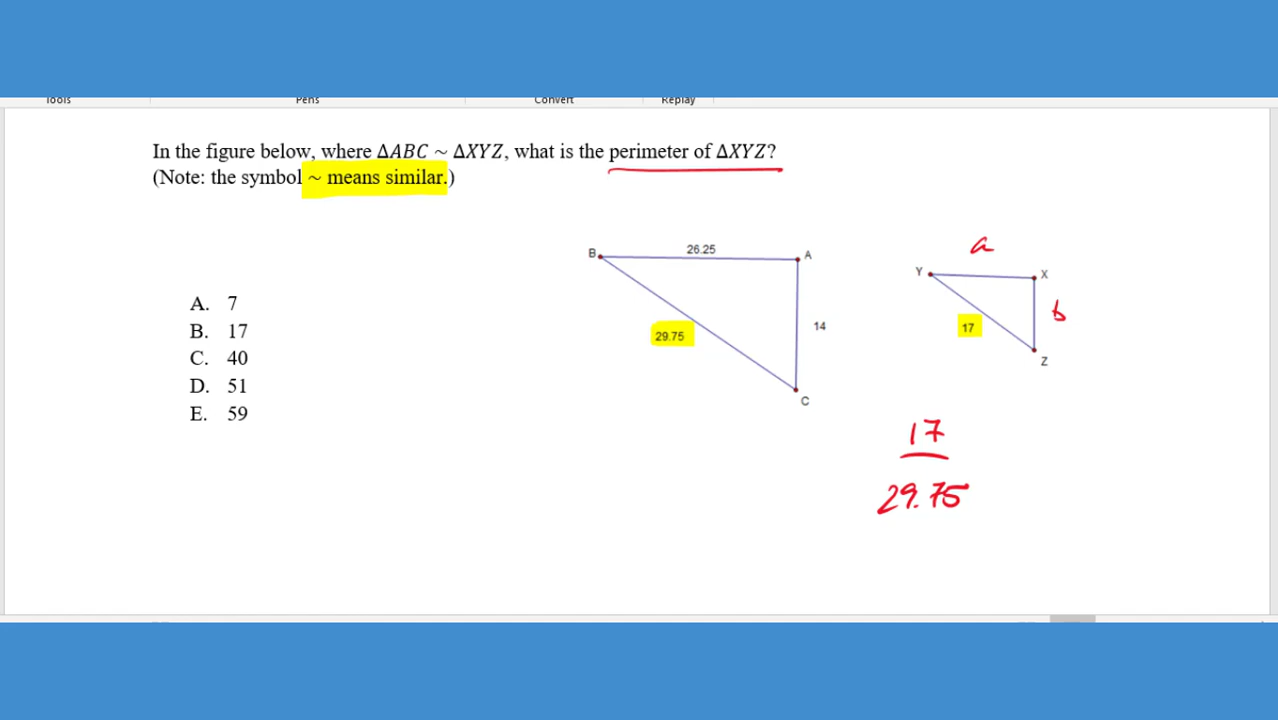 Tools Pens Convert Replay
In the figure below, where ΔABC ~ ΔXYZ, what is the perimeter of ΔXYZ?
(Note: the symbol ~ means similar.)
A. 7
B. 17
C. 40
D. 51
E. 59
B 26.25 A
29.75
14
C
a
Y X
b
17
Z
17
29.75